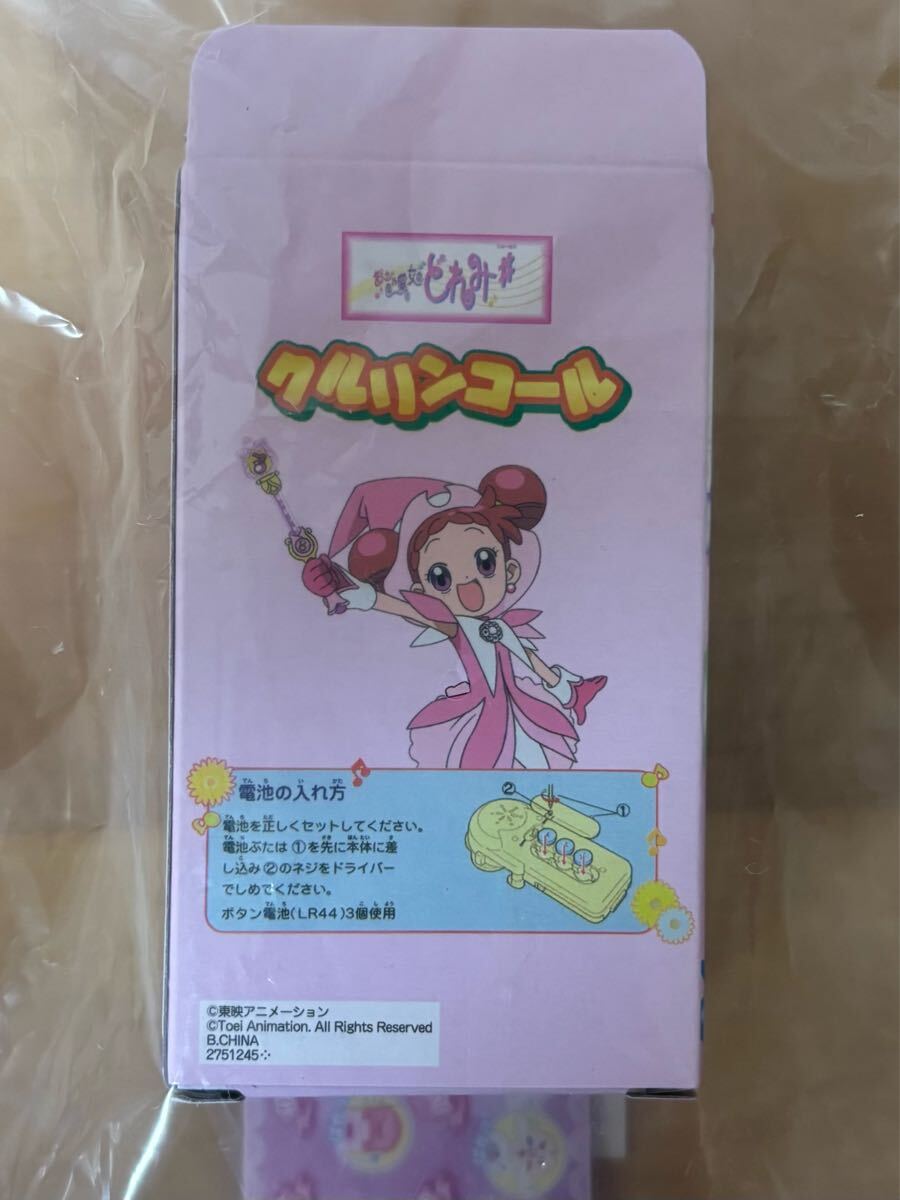 おジャ魔女どれみ#
クルリンコール
電池の入れ方
電池を正しくセットしてください。
電池ぶたは①を先に本体に差
し込み②のネジをドライバー
でしめてください。
ボタン電池(LR44)3個使用
②
①
©東映アニメーション
©Toei Animation. All Rights Reserved
B.CHINA
2751245